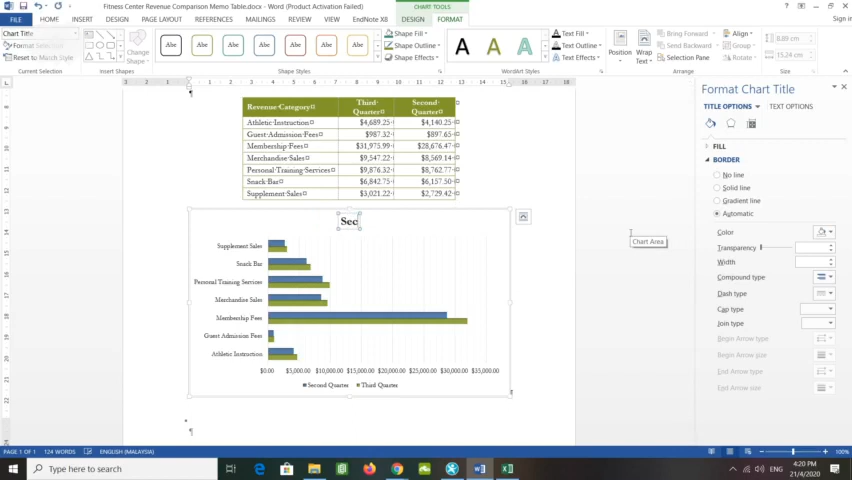 Fitness Center Revenue Comparison Memo Table.docx - Word (Product Activation Failed)
CHART TOOLS
FILE HOME INSERT DESIGN PAGE LAYOUT REFERENCES MAILINGS REVIEW VIEW EndNote X8 DESIGN FORMAT
Sign in
Chart Title
Format Selection
Reset to Match Style
Current Selection
Change
Shape
Insert Shapes
Abc Abc Abc Abc Abc Abc
Shape Styles
Shape Fill
Shape Outline
Shape Effects
A A A
WordArt Styles
Text Fill
Text Outline
Text Effects
Position
Wrap
Text
Bring Forward
Send Backward
Selection Pane
Arrange
Align
Group
Rotate
8.89 cm
15.24 cm
Size
Revenue Category
Third
Quarter
Second
Quarter
Athletic Instruction $4,689.25 $4,140.25
Guest Admission Fees $987.32 $897.65
Membership Fees $31,975.99 $28,676.47
Merchandise Sales $9,547.22 $8,569.14
Personal Training Services $9,876.32 $8,762.77
Snack Bar $6,842.75 $6,157.50
Supplement Sales $3,021.22 $2,729.42
Sec
Supplement Sales
Snack Bar
Personal Training Services
Merchandise Sales
Membership Fees
Guest Admission Fees
Athletic Instruction
$0.00 $5,000.00 $10,000.00 $15,000.00 $20,000.00 $25,000.00 $30,000.00 $35,000.00
Second Quarter Third Quarter
Chart Area
Format Chart Title
TITLE OPTIONS TEXT OPTIONS
FILL
BORDER
No line
Solid line
Gradient line
Automatic
Color
Transparency
Width
Compound type
Dash type
Cap type
Join type
Begin Arrow type
Begin Arrow size
End Arrow type
End Arrow size
PAGE 1 OF 1 124 WORDS ENGLISH (MALAYSIA)
100%
Type here to search
ENG
4:20 PM
21/4/2020